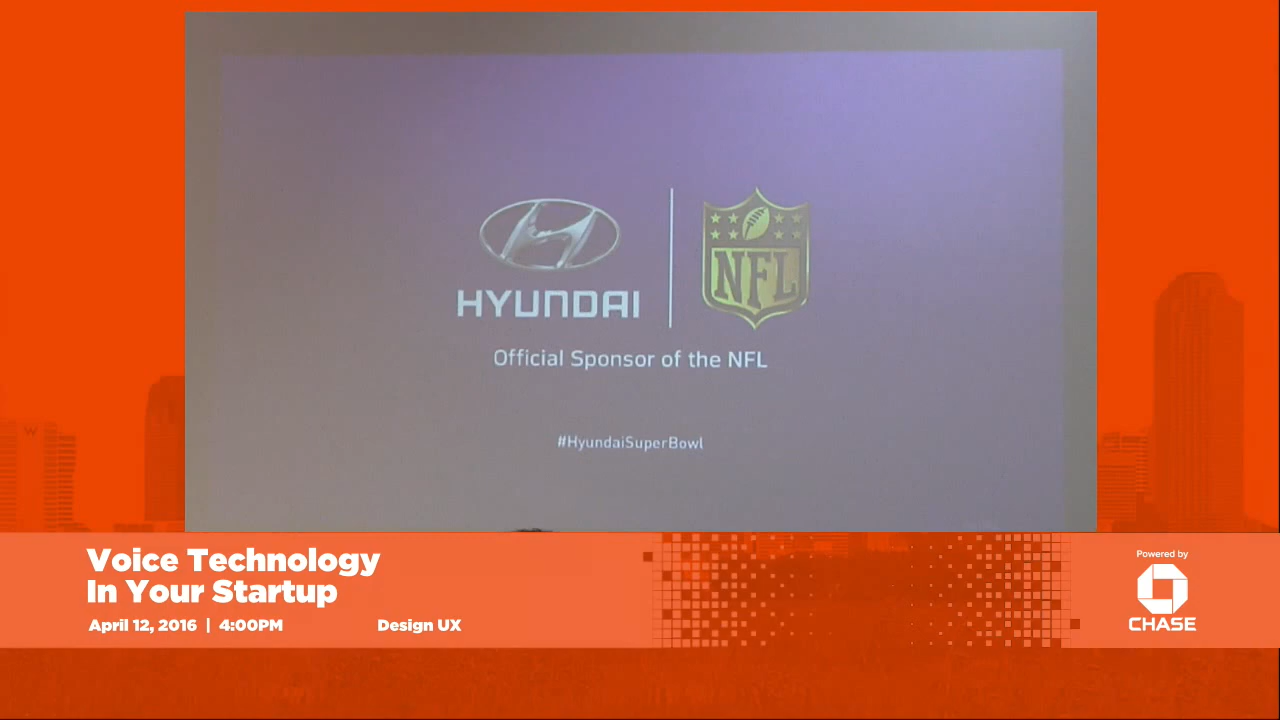 HYUNDAI
NFL
Official Sponsor of the NFL
#HyundaiSuperBowl
W
Voice Technology
In Your Startup
April 12, 2016 | 4:00PM
Design UX
Powered by
CHASE